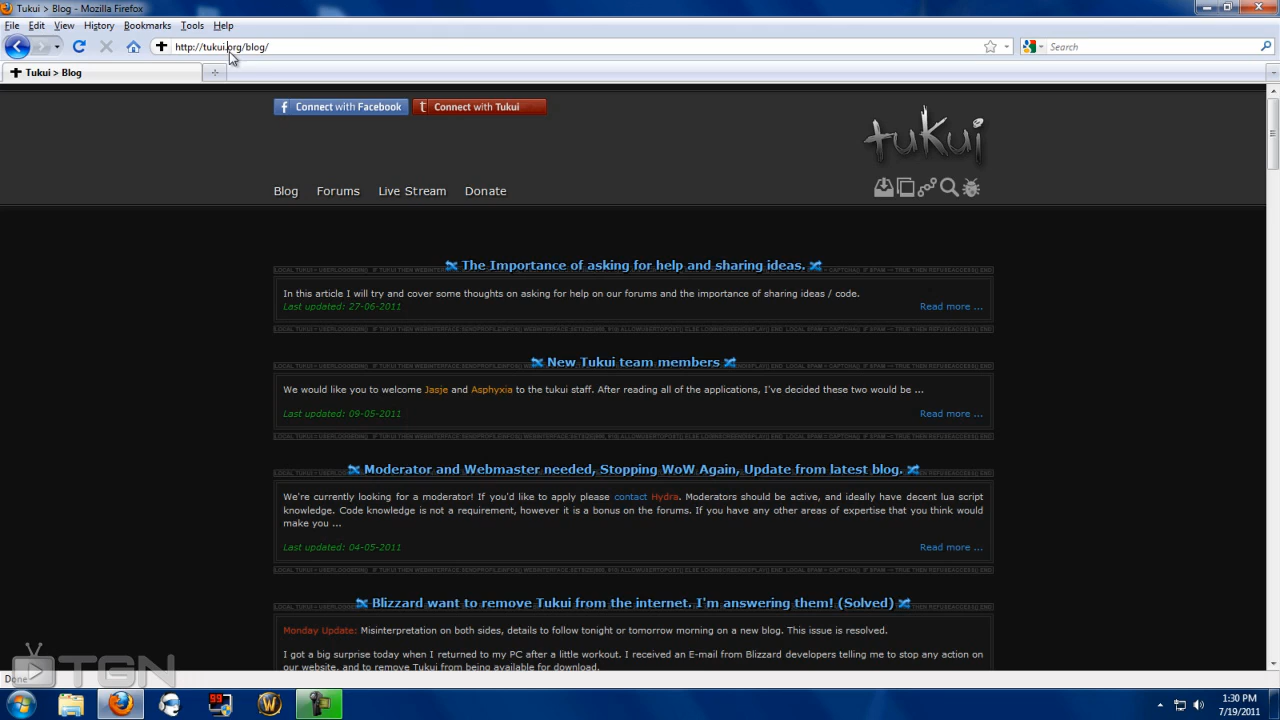 Tukui > Blog - Mozilla Firefox
File Edit View History Bookmarks Tools Help
http://tukui.org/blog/
Search
Tukui > Blog
f Connect with Facebook
t Connect with Tukui
tukui
Blog Forums Live Stream Donate
The Importance of asking for help and sharing ideas.
In this article I will try and cover some thoughts on asking for help on our forums and the importance of sharing ideas / code.
Last updated: 27-06-2011 Read more ...
New Tukui team members
We would like you to welcome Jasje and Asphyxia to the tukui staff. After reading all of the applications, I've decided these two would be ...
Last updated: 09-05-2011 Read more ...
Moderator and Webmaster needed, Stopping WoW Again, Update from latest blog.
We're currently looking for a moderator! If you'd like to apply please contact Hydra. Moderators should be active, and ideally have decent lua script
knowledge. Code knowledge is not a requirement, however it is a bonus on the forums. If you have any other areas of expertise that you think would
make you ...
Last updated: 04-05-2011 Read more ...
Blizzard want to remove Tukui from the internet. I'm answering them! (Solved)
Monday Update: Misinterpretation on both sides, details to follow tonight or tomorrow morning on a new blog. This issue is resolved.
I got a big surprise today when I returned to my PC after a little workout. I received an E-mail from Blizzard developers telling me to stop any action on
our website, and to remove Tukui from being available for download.
TGN
Done
99
1:30 PM
7/19/2011